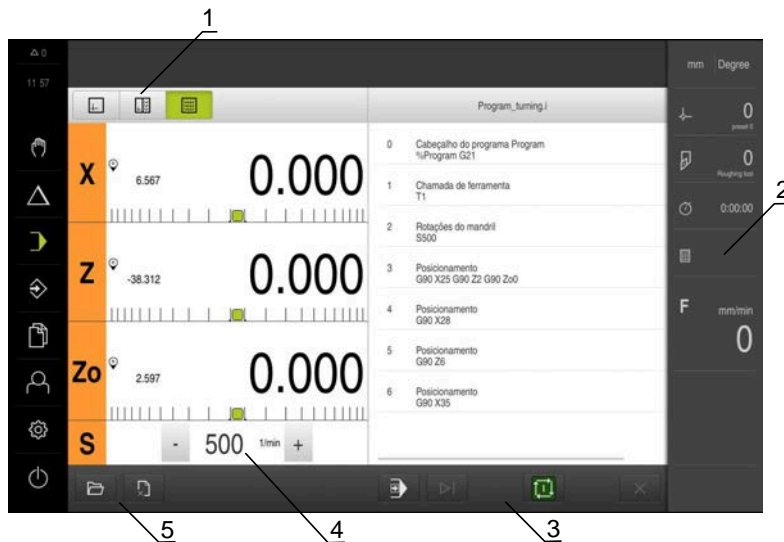 1
△ 0
11 57
mm Degree
Program_turning.i
0
preset 0
0
Roughing tool
0:00:00
2
F mm/min
0
X 6.567 0.000
Z -38.312 0.000
Zo 2.597 0.000
S - 500 1/min +
0 Cabeçalho do programa Program
%Program G21
1 Chamada de ferramenta
T1
2 Rotações do mandril
S500
3 Posicionamento
G90 X25 G90 Z2 G90 Zo0
4 Posicionamento
G90 X28
5 Posicionamento
G90 Z6
6 Posicionamento
G90 X35
5
4
3